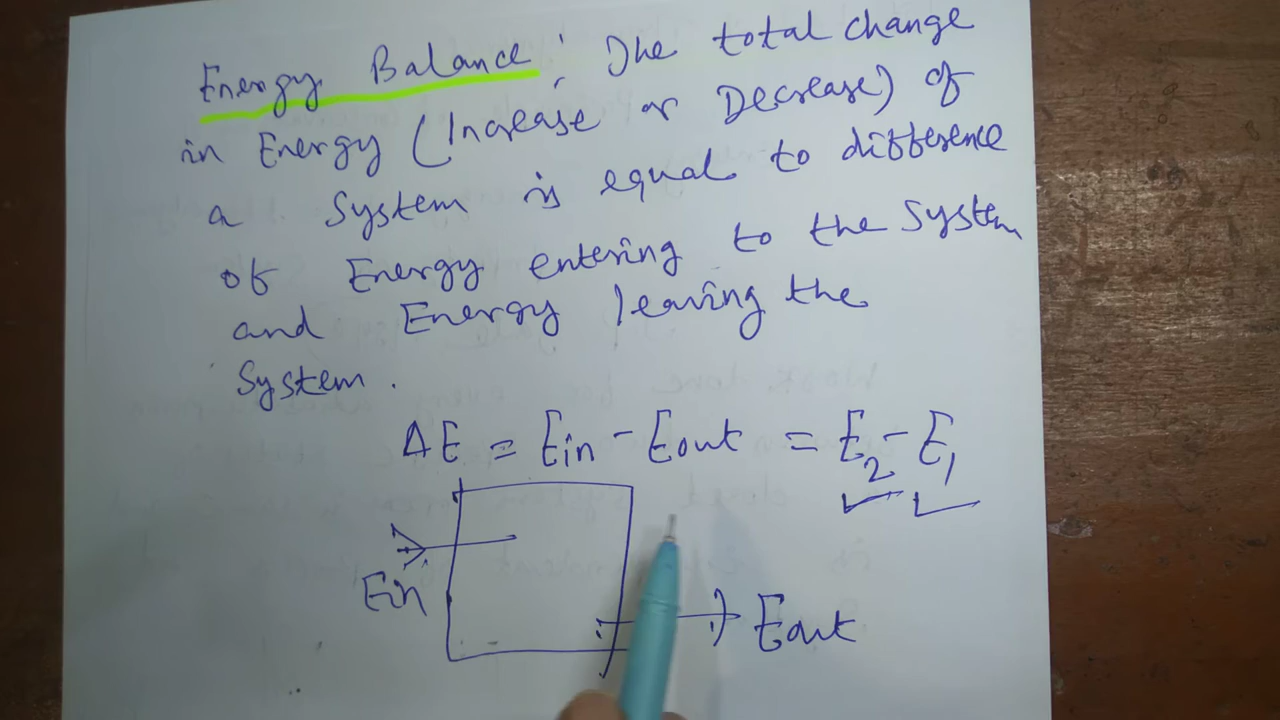 Energy Balance : The total change
in Energy (Increase or Decrease) of
a System is equal to difference
of Energy entering to the System
and Energy leaving the
System.
ΔE = Ein - Eout = E2 - E1
Ein
Eout